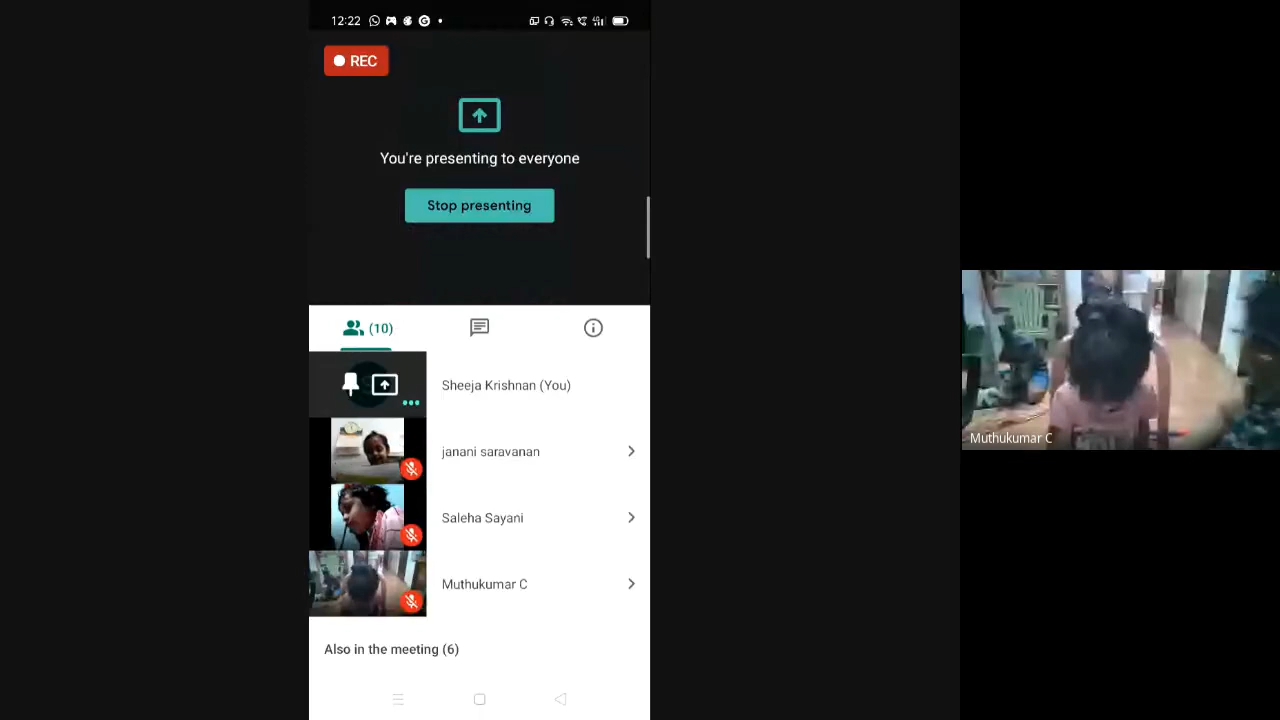 12:22
REC
You're presenting to everyone
Stop presenting
(10)
Sheeja Krishnan (You)
janani saravanan
Saleha Sayani
Muthukumar C
Also in the meeting (6)
Muthukumar C